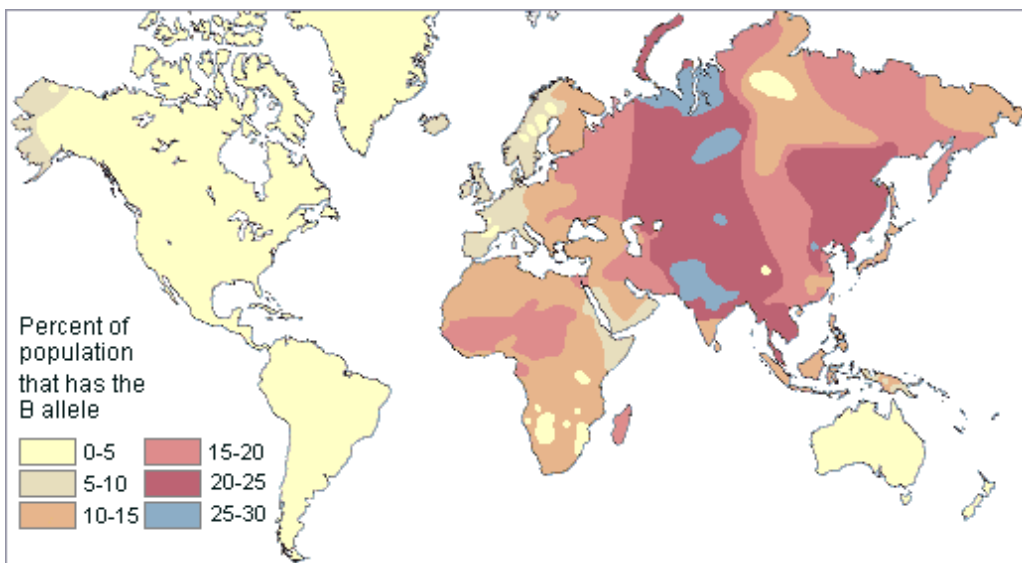 Percent of
population
that has the
B allele
0-5
15-20
5-10
20-25
10-15
25-30